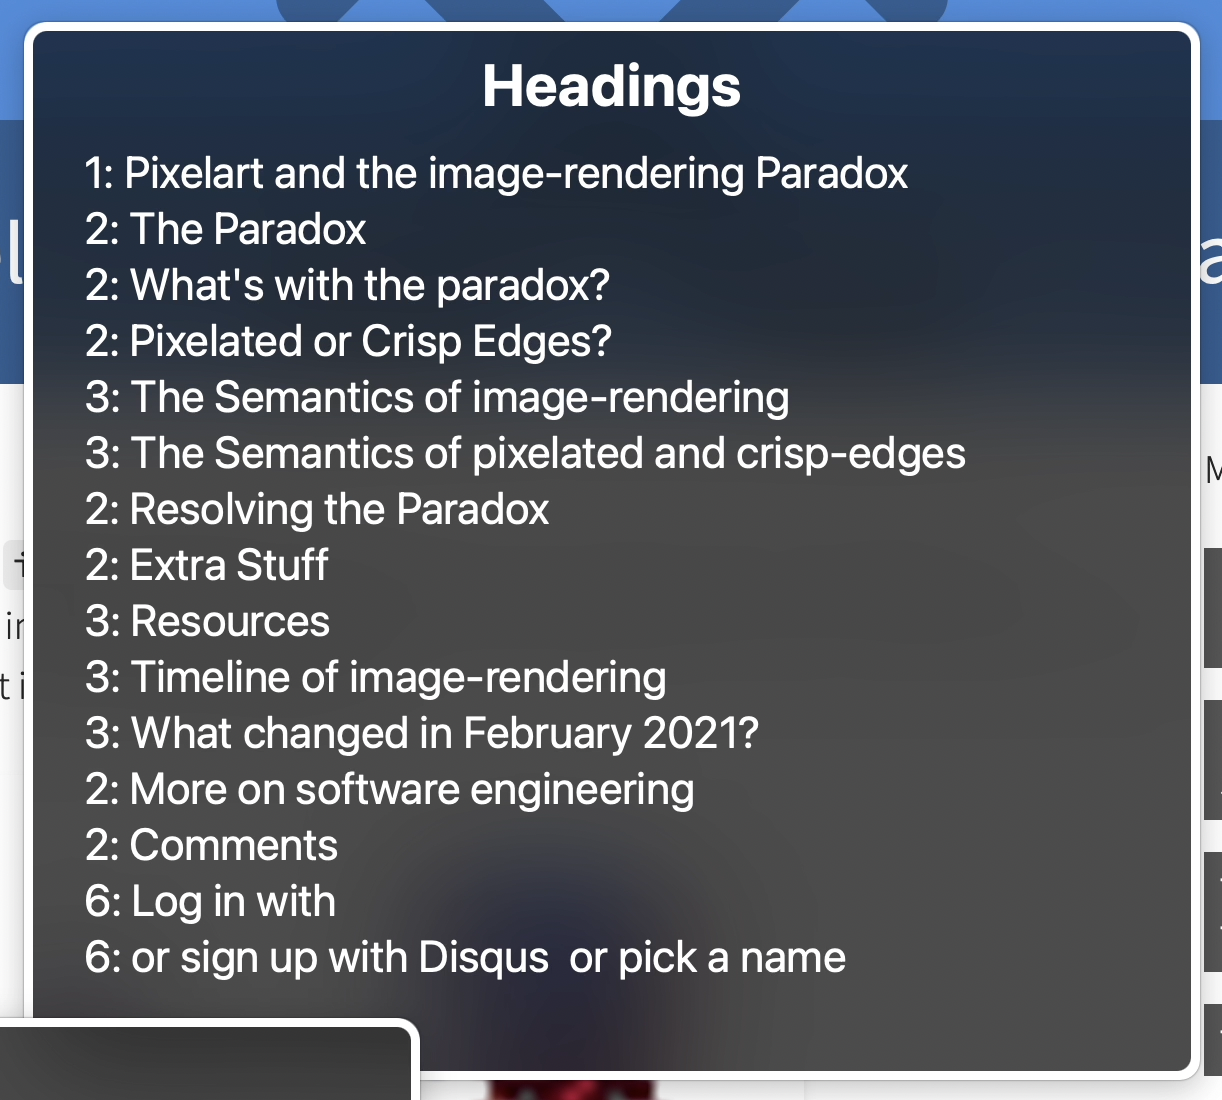 Headings
1: Pixelart and the image-rendering Paradox
2: The Paradox
2: What's with the paradox?
2: Pixelated or Crisp Edges?
3: The Semantics of image-rendering
3: The Semantics of pixelated and crisp-edges
2: Resolving the Paradox
2: Extra Stuff
3: Resources
3: Timeline of image-rendering
3: What changed in February 2021?
2: More on software engineering
2: Comments
6: Log in with
6: or sign up with Disqus  or pick a name